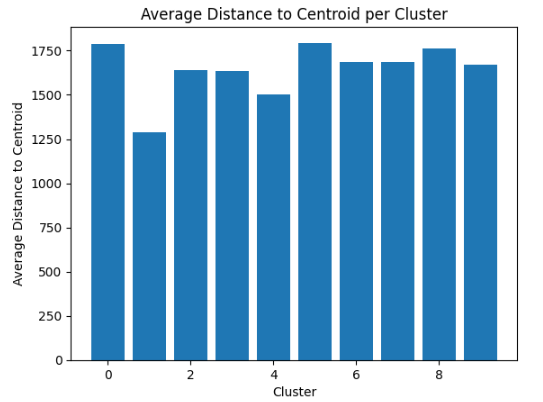 Average Distance to Centroid per Cluster
Average Distance to Centroid
1750
1500
1250
1000
750
500
250
0
0 2 4 6 8
Cluster